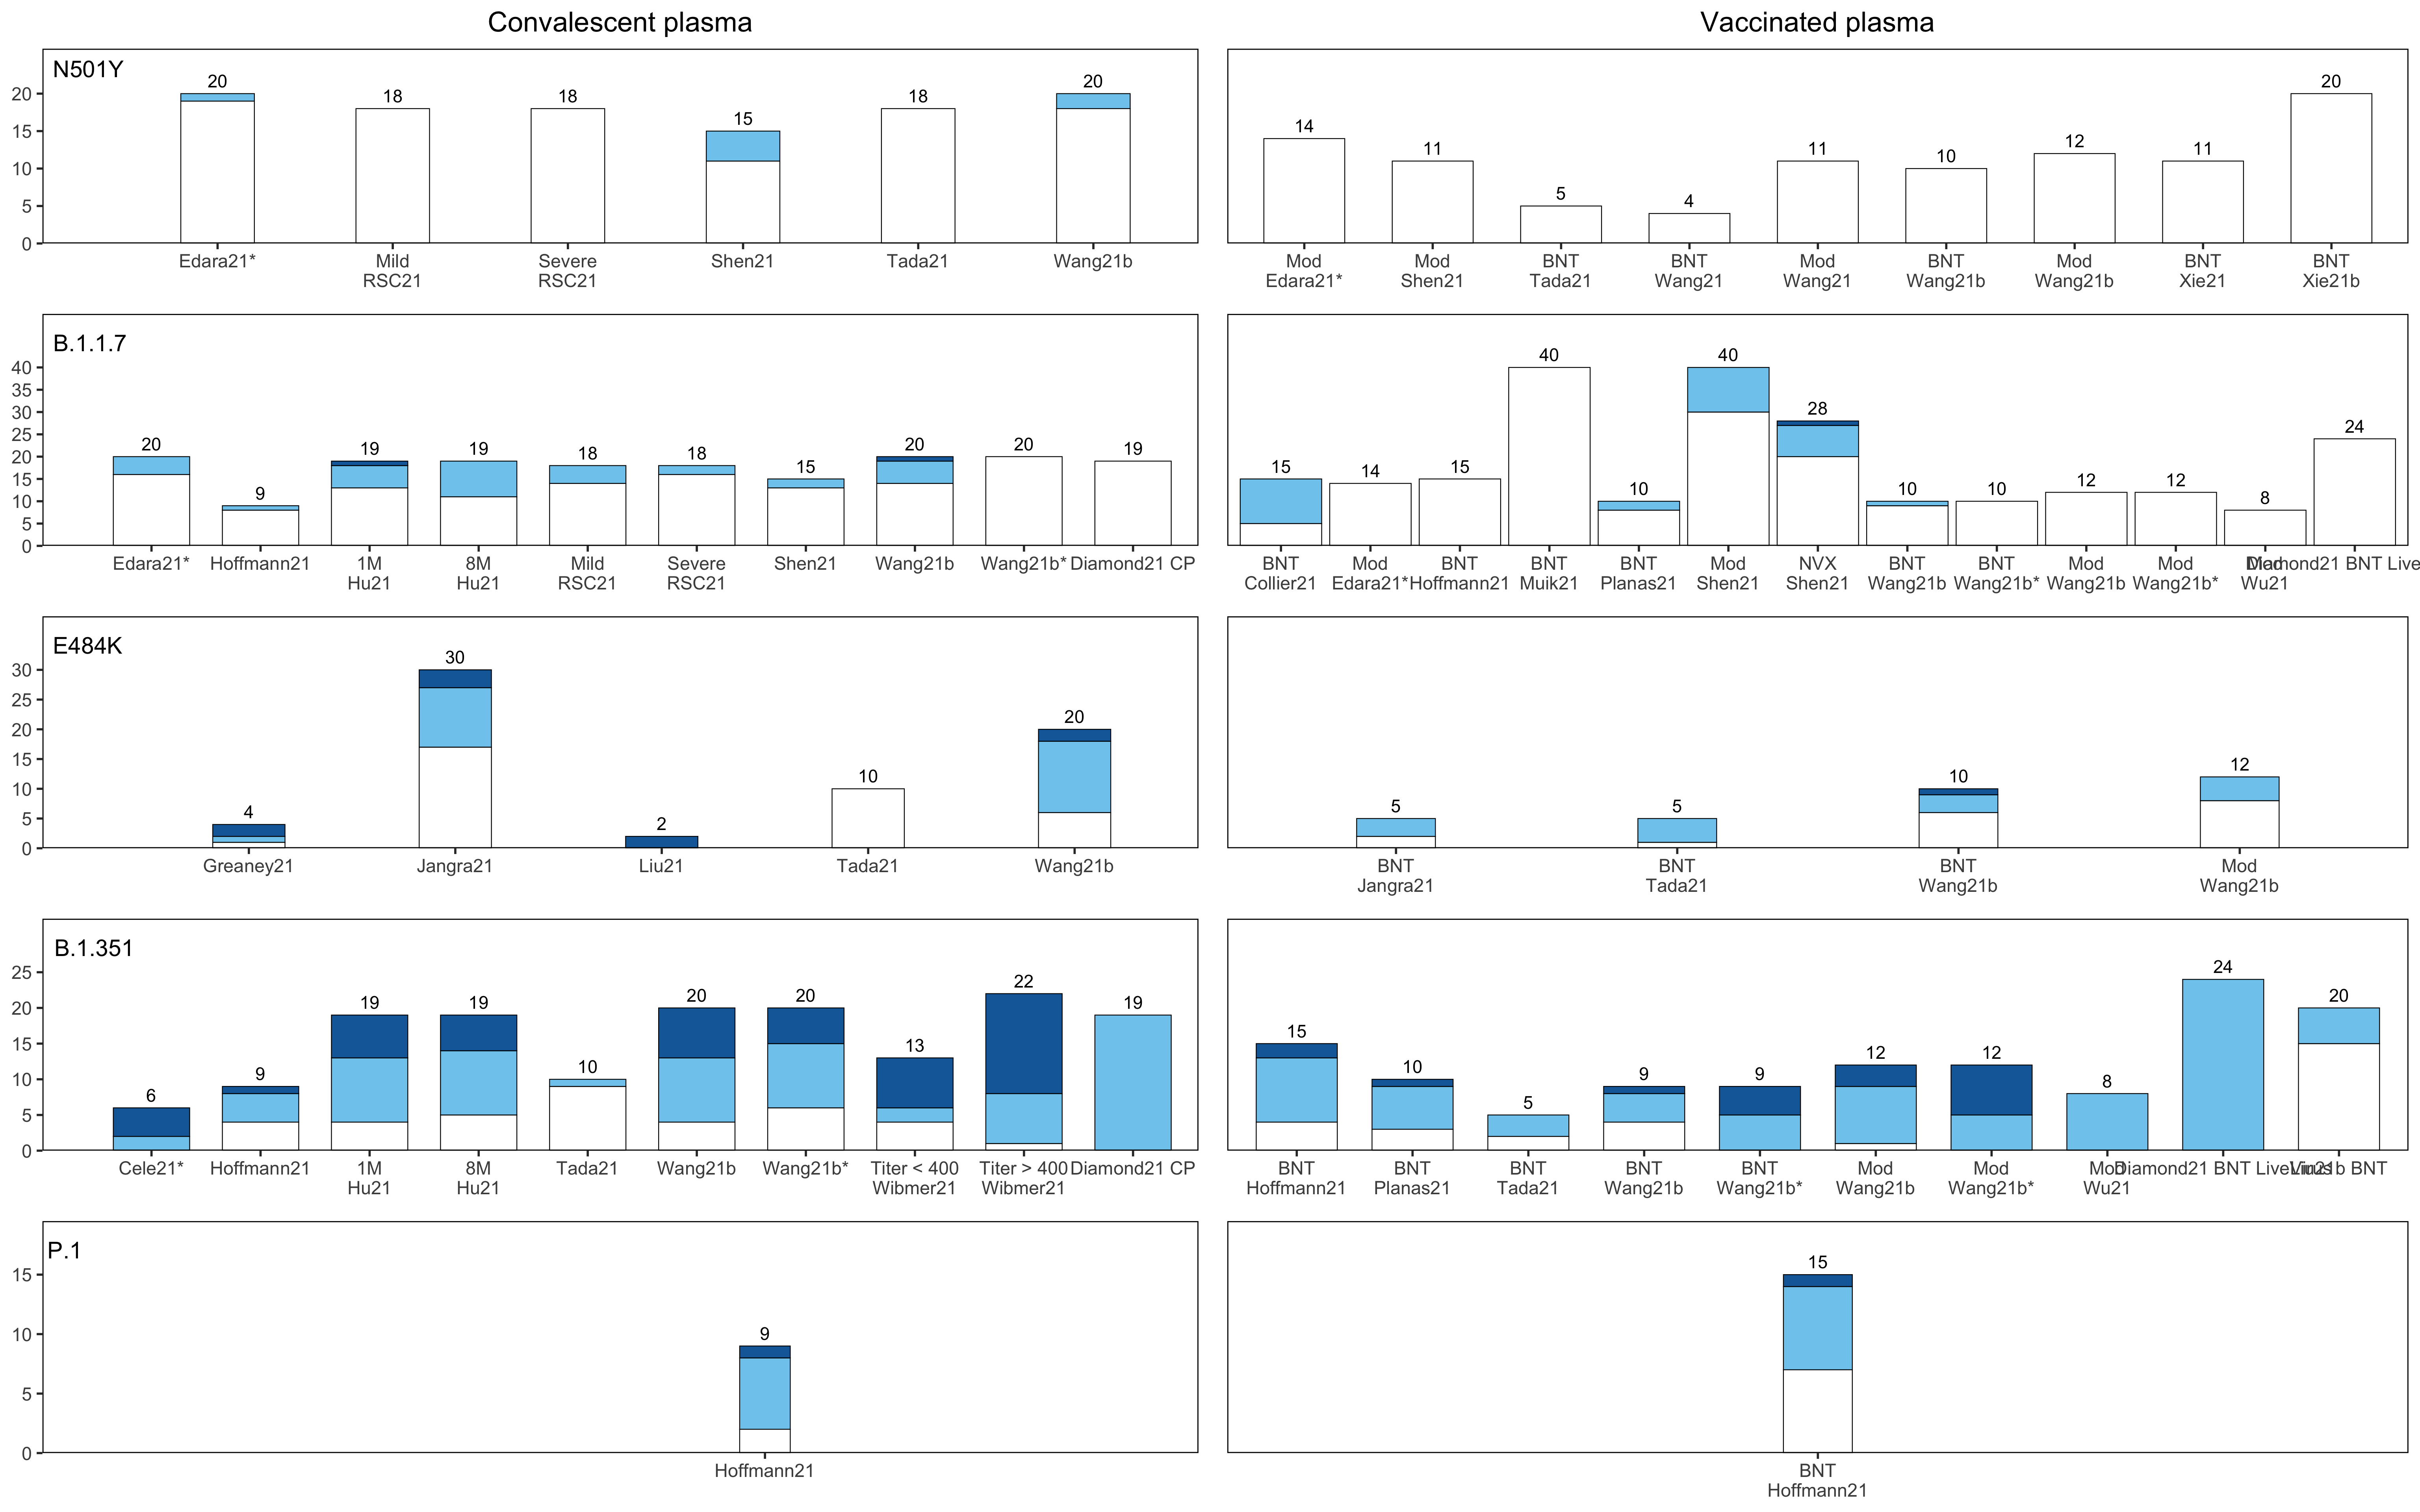 Convalescent plasma
Vaccinated plasma
N501Y
20 18 18 15 18 20
20
15
10
5
0
Edara21* Mild Severe Shen21 Tada21 Wang21b
RSC21 RSC21
14 11 5 4 11 10 12 11 20
Mod Mod BNT BNT Mod BNT Mod BNT BNT
Edara21* Shen21 Tada21 Wang21 Wang21 Wang21b Wang21b Xie21 Xie21b
B.1.1.7
20 9 19 19 18 18 15 20 20 19
40
35
30
25
20
15
10
5
0
Edara21* Hoffmann21 1M 8M Mild Severe Shen21 Wang21b Wang21b* Diamond21 CP
Hu21 Hu21 RSC21 RSC21
15 14 15 40 10 40 28 10 10 12 12 8 24
BNT Mod BNT BNT BNT Mod NVX BNT BNT Mod Mod Mod Diamond21 BNT Live
Collier21 Edara21* Hoffmann21 Muik21 Planas21 Shen21 Shen21 Wang21b Wang21b* Wang21b Wang21b* Wu21
E484K
4 30 2 10 20
30
25
20
15
10
5
0
Greaney21 Jangra21 Liu21 Tada21 Wang21b
5 5 10 12
BNT BNT BNT Mod
Jangra21 Tada21 Wang21b Wang21b
B.1.351
6 9 19 19 10 20 20 13 22 19
25
20
15
10
5
0
Cele21* Hoffmann21 1M 8M Tada21 Wang21b Wang21b* Titer < 400 Titer > 400 Diamond21 CP
Hu21 Hu21 Wibmer21 Wibmer21
15 10 5 9 9 12 12 8 24 20
BNT BNT BNT BNT BNT Mod Mod Mod Diamond21 BNT LiveVirus Liu21b BNT
Hoffmann21 Planas21 Tada21 Wang21b Wang21b* Wang21b Wang21b* Wu21
P.1
9
15
10
5
0
Hoffmann21
15
BNT
Hoffmann21